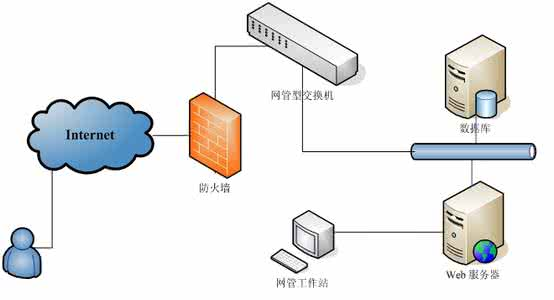 网管型交换机
Internet
数据库
防火墙
网管工作站
Web 服务器